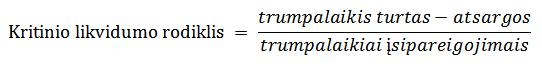 Kritinio likvidumo rodiklis = trumpalaikis turtas − atsargos / trumpalaikiai įsipareigojimais